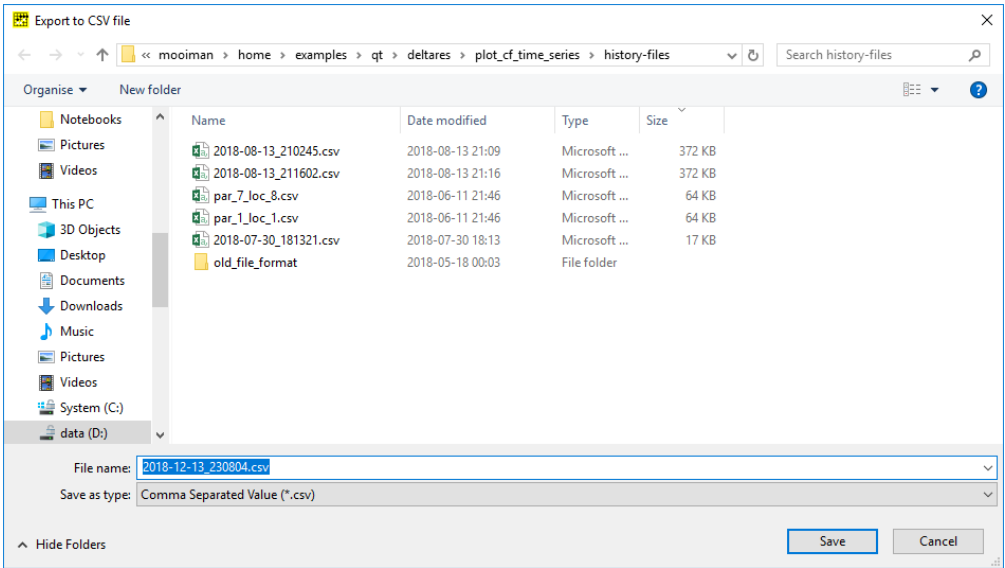 Export to CSV file
« mooiman > home > examples > qt > deltares > plot_cf_time_series > history-files Search history-files
Organise New folder
Notebooks
Pictures
Videos
This PC
3D Objects
Desktop
Documents
Downloads
Music
Pictures
Videos
System (C:)
data (D:)
Name Date modified Type Size
2018-08-13_210245.csv 2018-08-13 21:09 Microsoft ... 372 KB
2018-08-13_211602.csv 2018-08-13 21:16 Microsoft ... 372 KB
par_7_loc_8.csv 2018-06-11 21:46 Microsoft ... 64 KB
par_1_loc_1.csv 2018-06-11 21:46 Microsoft ... 64 KB
2018-07-30_181321.csv 2018-07-30 18:13 Microsoft ... 17 KB
old_file_format 2018-05-18 00:03 File folder
File name: 2018-12-13_230804.csv
Save as type: Comma Separated Value (*.csv)
Hide Folders Save Cancel